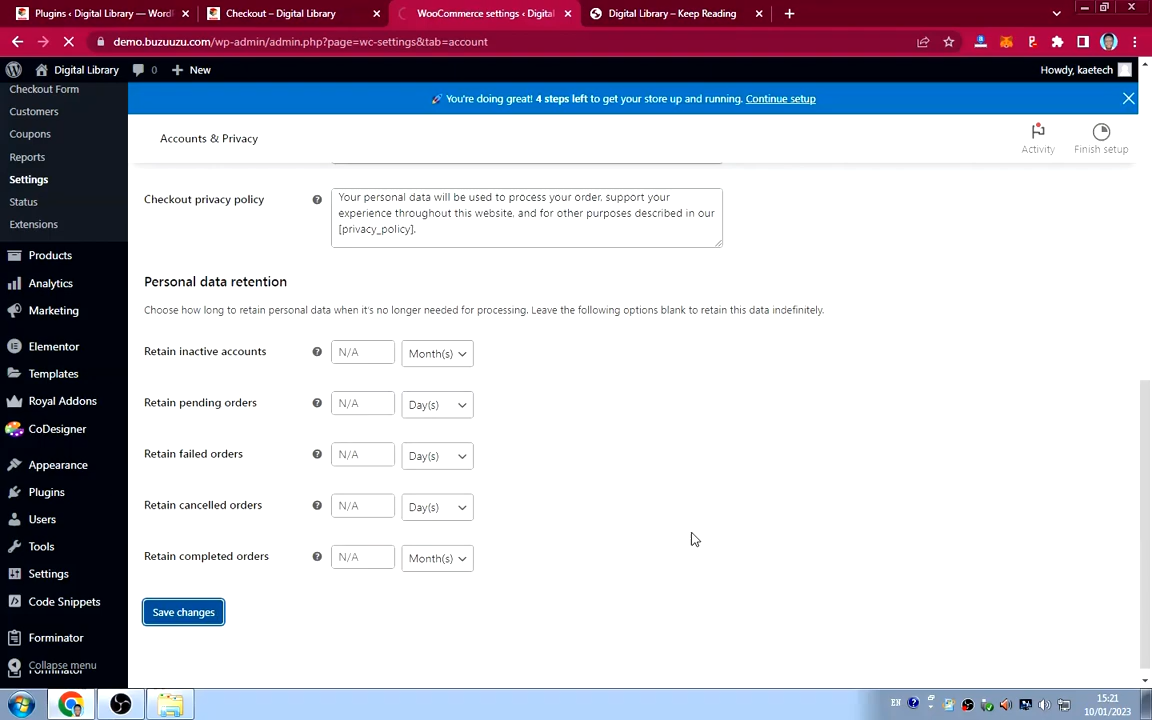 Plugins ‹ Digital Library — WordP
Checkout – Digital Library
WooCommerce settings ‹ Digital
Digital Library – Keep Reading
demo.buzuuzu.com/wp-admin/admin.php?page=wc-settings&tab=account
Digital Library
0
New
Howdy, kaetech
Checkout Form
Customers
Coupons
Reports
Settings
Status
Extensions
Products
Analytics
Marketing
Elementor
Templates
Royal Addons
CoDesigner
Appearance
Plugins
Users
Tools
Settings
Code Snippets
Forminator
Collapse menu
You're doing great! 4 steps left to get your store up and running. Continue setup
Accounts & Privacy
Activity
Finish setup
Checkout privacy policy
Your personal data will be used to process your order, support your
experience throughout this website, and for other purposes described in our
[privacy_policy].
Personal data retention
Choose how long to retain personal data when it's no longer needed for processing. Leave the following options blank to retain this data indefinitely.
Retain inactive accounts
N/A
Month(s)
Retain pending orders
N/A
Day(s)
Retain failed orders
N/A
Day(s)
Retain cancelled orders
N/A
Day(s)
Retain completed orders
N/A
Month(s)
Save changes
EN
15:21
10/01/2023